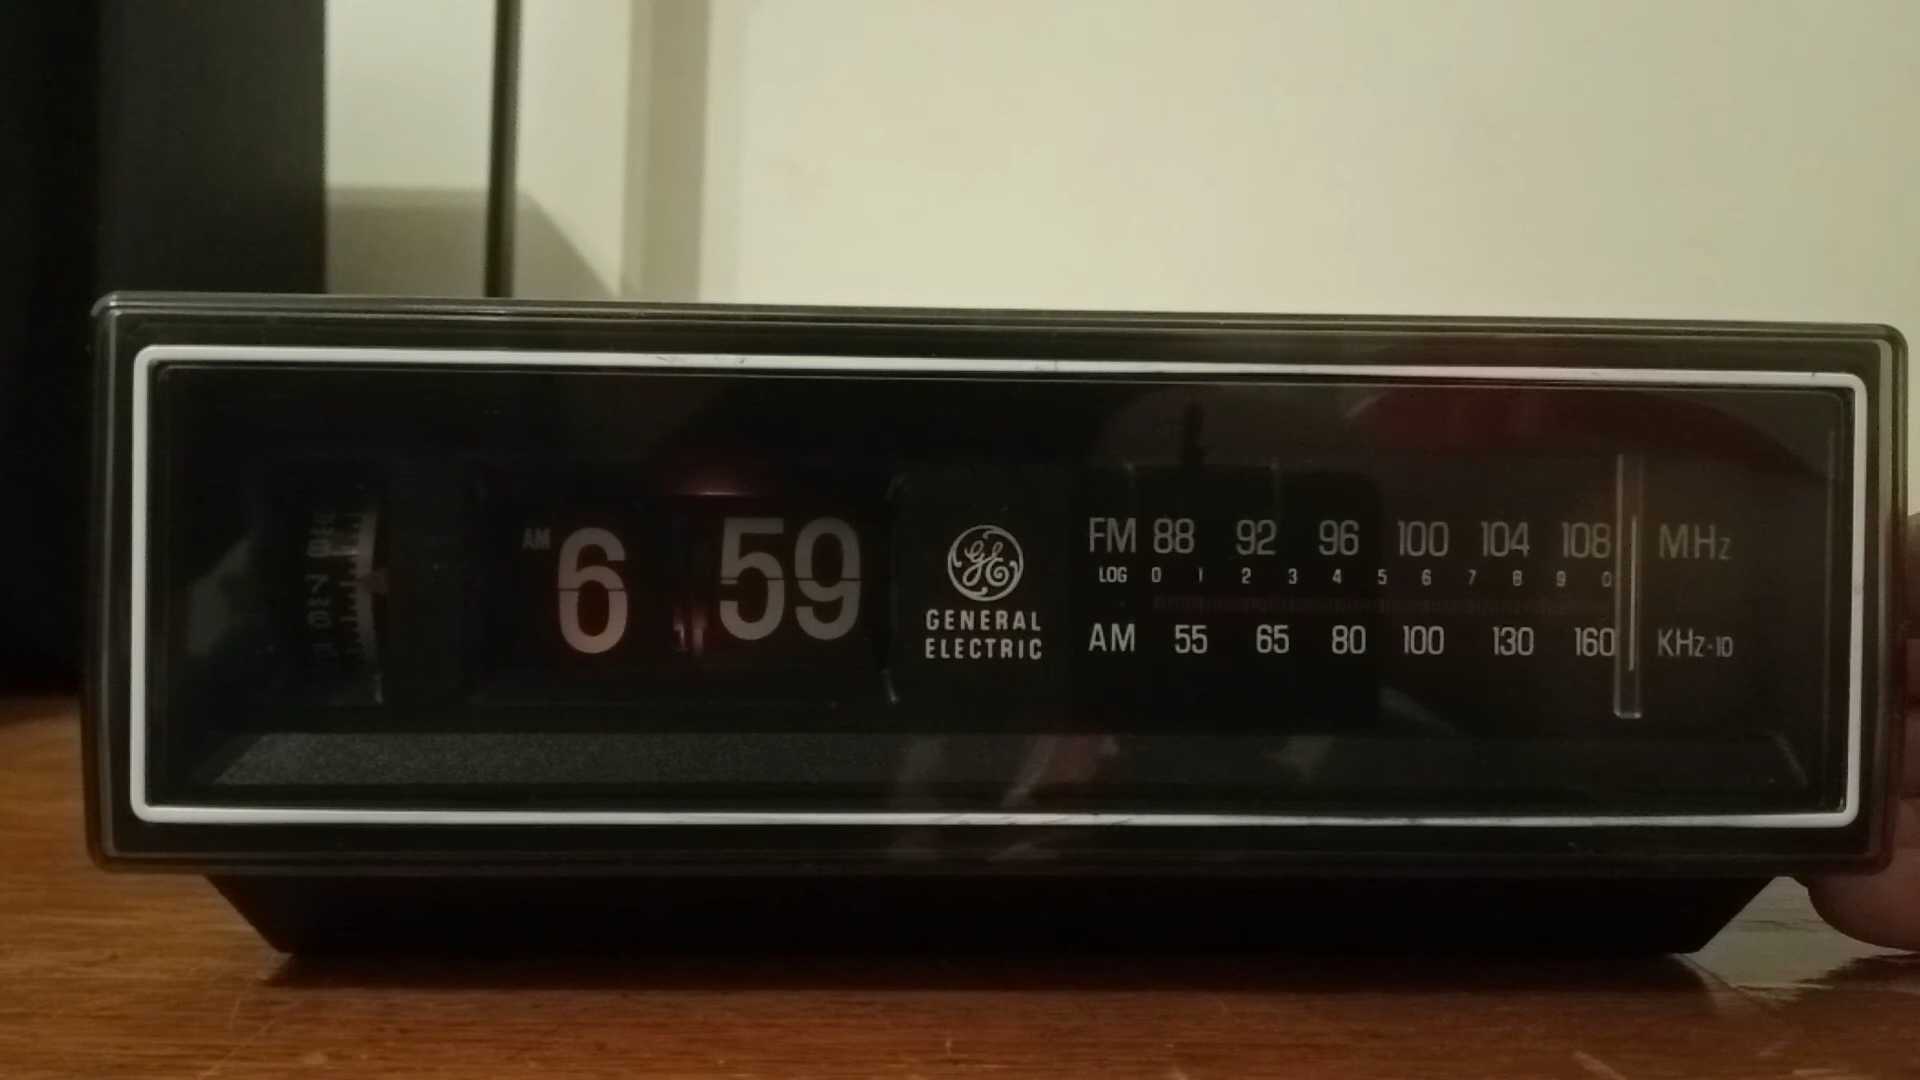 AM 6 59
GE
GENERAL
ELECTRIC
FM 88 92 96 100 104 108 MHz
LOG 0 1 2 3 4 5 6 7 8 9 0
AM 55 65 80 100 130 160 KHz-10